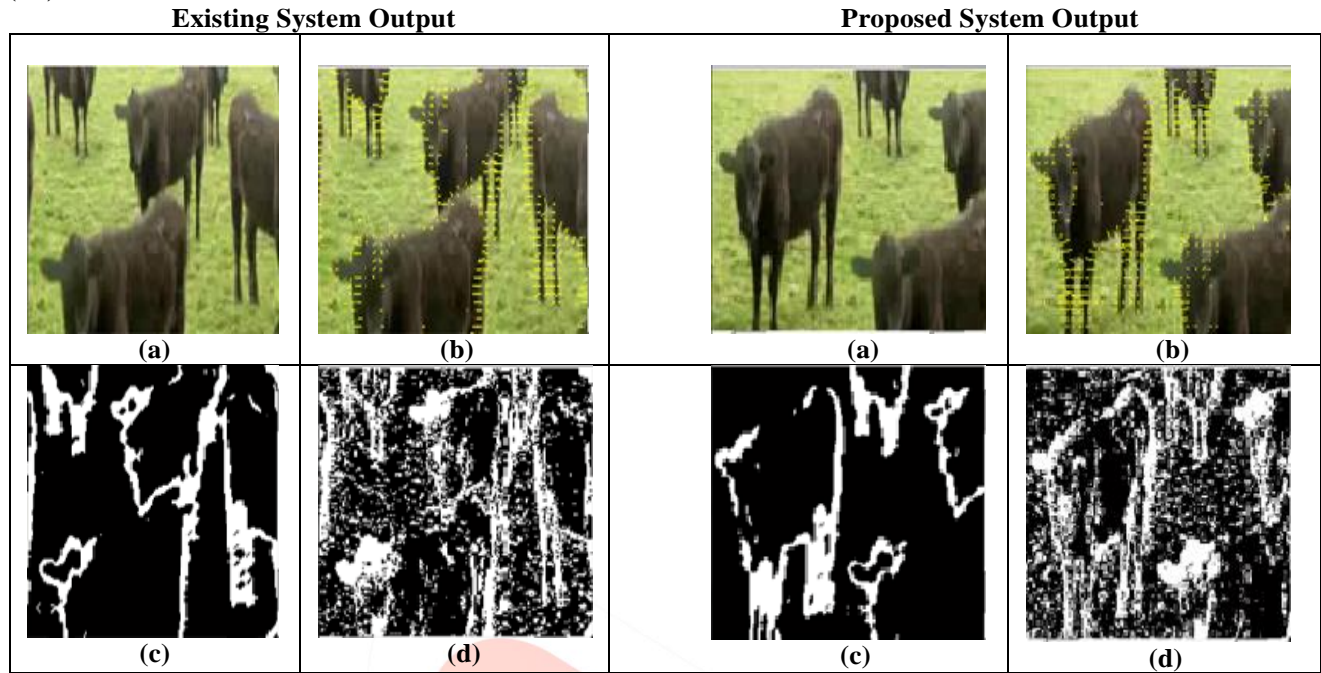 Existing System Output Proposed System Output
(a) (b) (a) (b)
(c) (d) (c) (d)